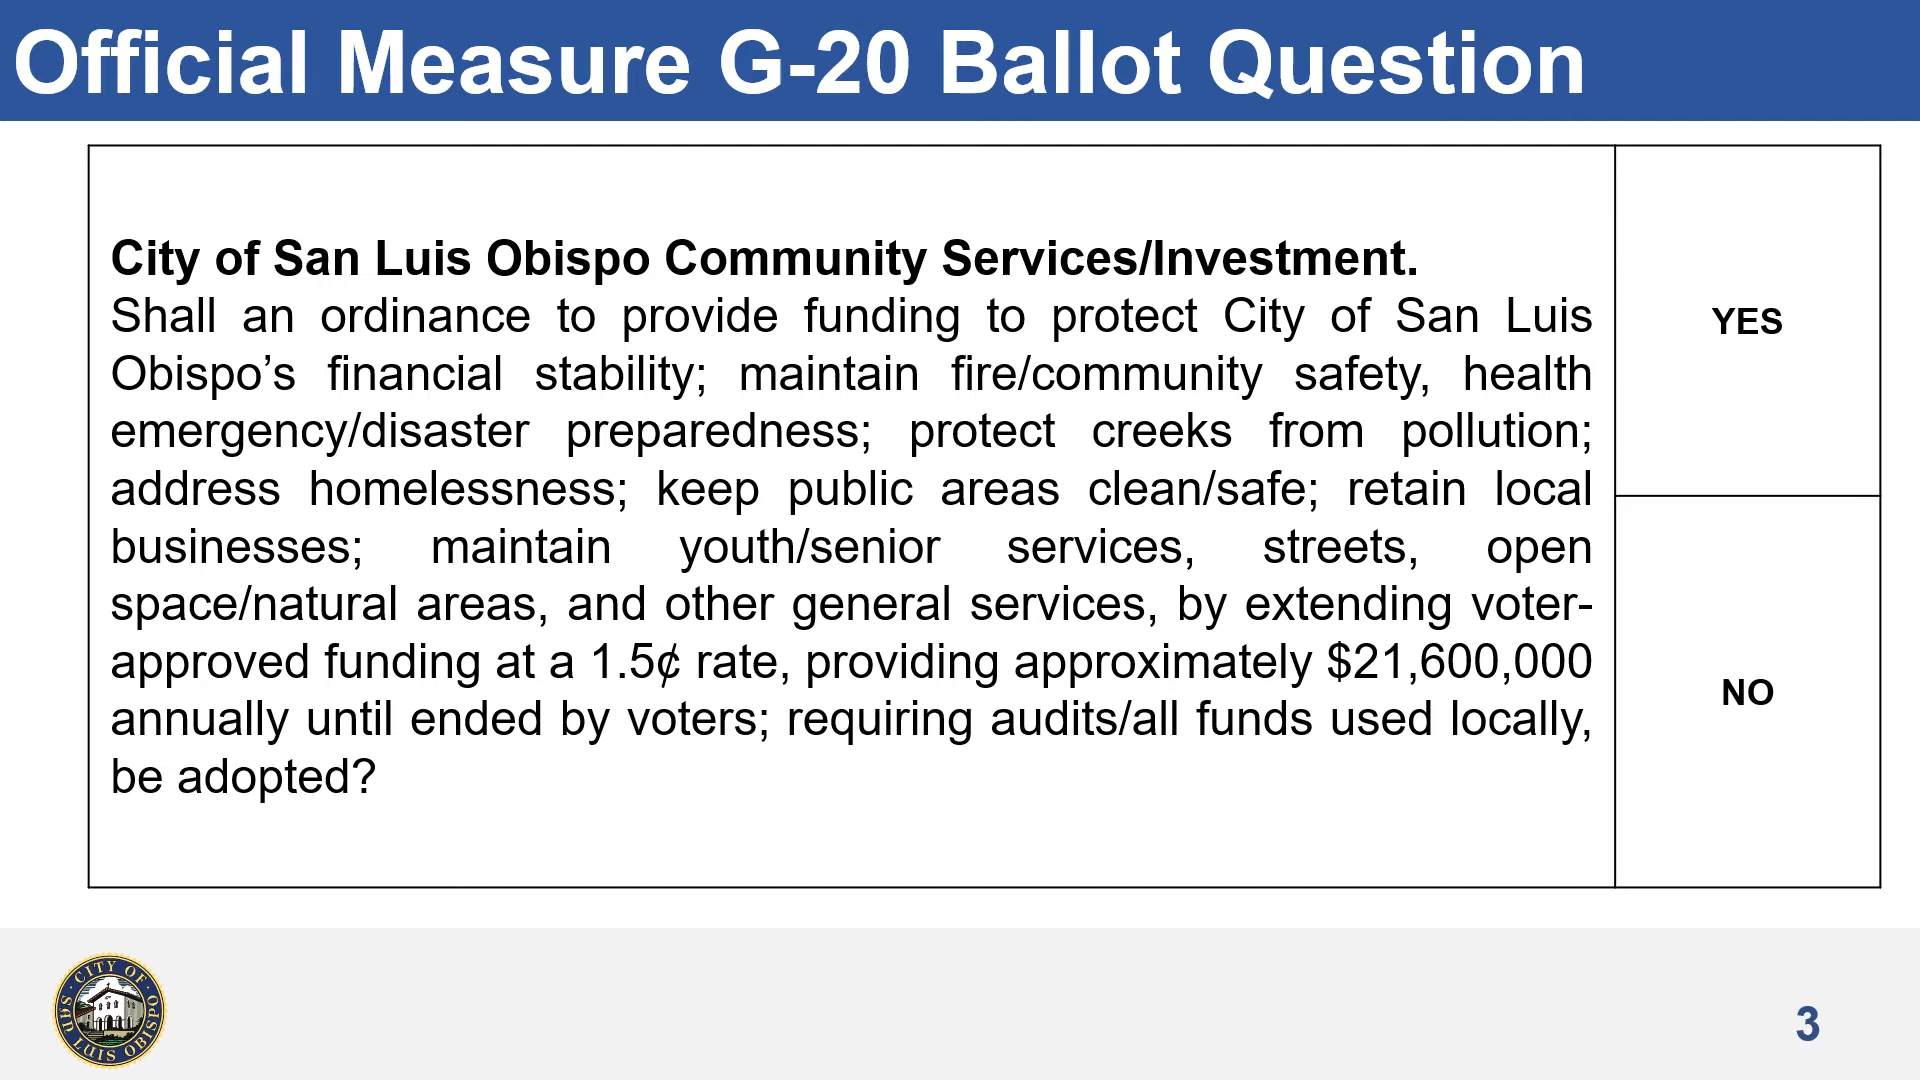 Official Measure G-20 Ballot Question
City of San Luis Obispo Community Services/Investment.
Shall an ordinance to provide funding to protect City of San Luis
Obispo’s financial stability; maintain fire/community safety, health
emergency/disaster preparedness; protect creeks from pollution;
address homelessness; keep public areas clean/safe; retain local
businesses; maintain youth/senior services, streets, open
space/natural areas, and other general services, by extending voter-
approved funding at a 1.5¢ rate, providing approximately $21,600,000
annually until ended by voters; requiring audits/all funds used locally,
be adopted?
YES
NO
CITY OF
SAN LUIS OBISPO
3